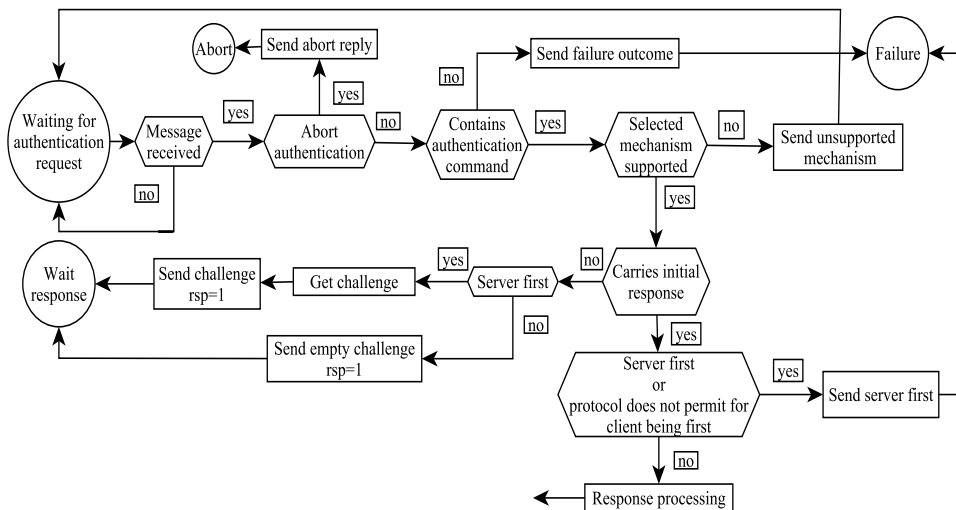 Abort
Send abort reply
Send failure outcome
Failure
no
yes
Waiting for
authentication
request
Message
received
yes
Abort
authentication
no
Contains
authentication
command
yes
Selected
mechanism
supported
no
Send unsupported
mechanism
no
yes
Wait
response
Send challenge
rsp=1
Get challenge
yes
Server first
no
Carries initial
response
no
yes
Send empty challenge
rsp=1
Server first
or
protocol does not permit for
client being first
yes
Send server first
no
Response processing